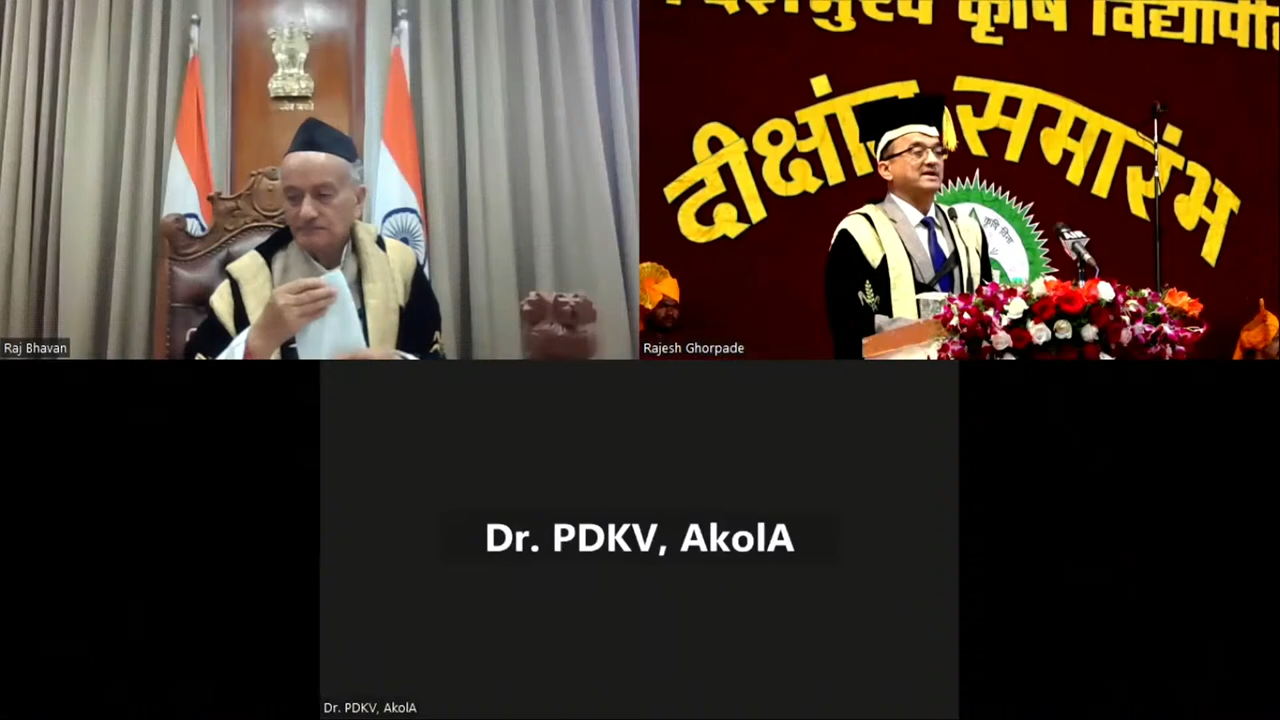 कृषि विद्यापीठ
दीक्षांत समारंभ
कृषि विद्या
Raj Bhavan
Rajesh Ghorpade
Dr. PDKV, AkolA
Dr. PDKV, AkolA